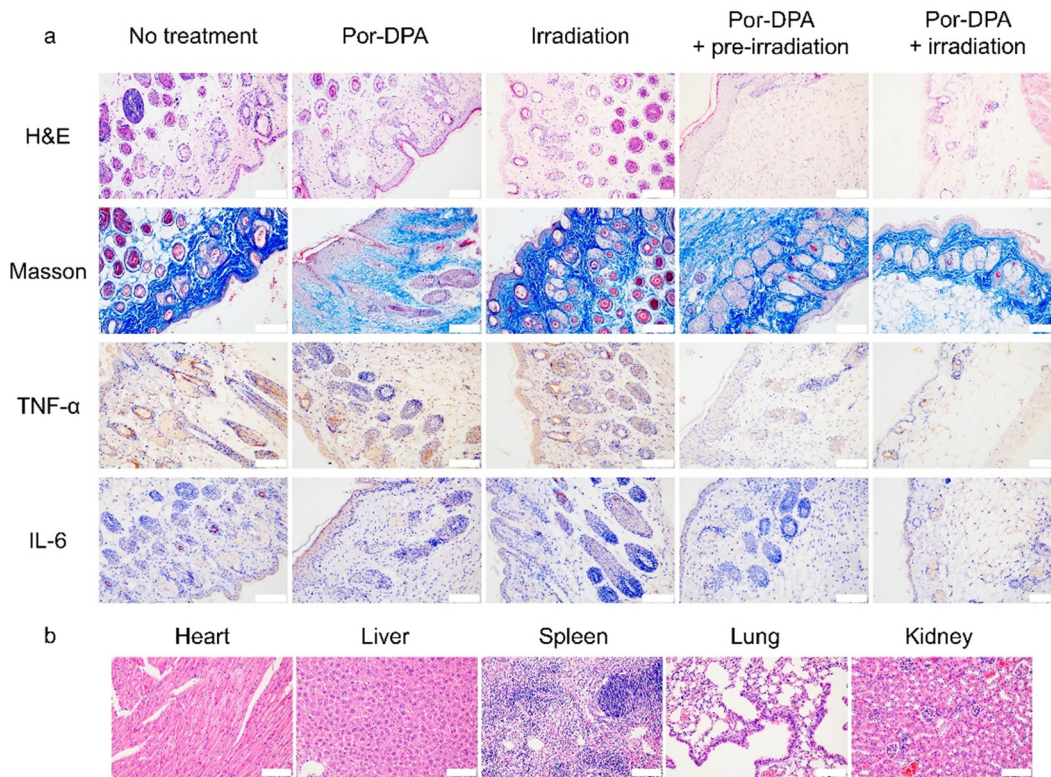 a
No treatment
Por-DPA
Irradiation
Por-DPA
+ pre-irradiation
Por-DPA
+ irradiation
H&E
Masson
TNF-α
IL-6
b
Heart
Liver
Spleen
Lung
Kidney